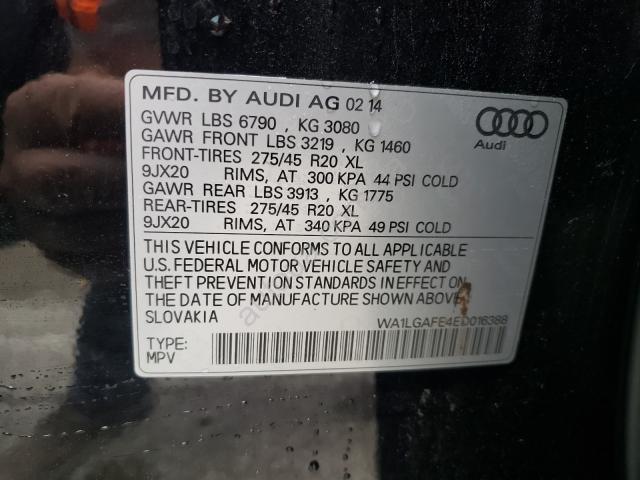 MFD. BY AUDI AG 02 14
GVWR LBS 6790 , KG 3080
GAWR FRONT LBS 3219 , KG 1460
FRONT-TIRES 275/45 R20 XL
9JX20 RIMS, AT 300 KPA 44 PSI COLD
GAWR REAR LBS 3913 , KG 1775
REAR-TIRES 275/45 R20 XL
9JX20 RIMS, AT 340 KPA 49 PSI COLD
Audi
THIS VEHICLE CONFORMS TO ALL APPLICABLE
U.S. FEDERAL MOTOR VEHICLE SAFETY AND
THEFT PREVENTION STANDARDS IN EFFECT ON
THE DATE OF MANUFACTURE SHOWN ABOVE
SLOVAKIA
WA1LGAFE4ED016388
TYPE:
MPV